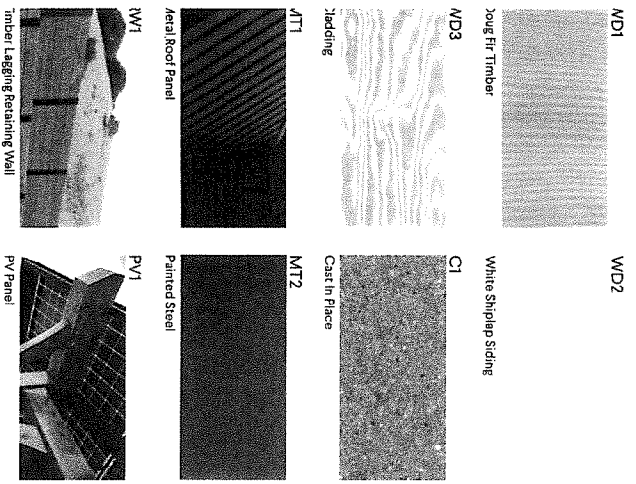 WD1 WD2
Doug Fir Timber White Shiplap Siding
WD3 C1
Cladding Cast In Place
MT1 MT2
Metal Roof Panel Painted Steel
RW1 PV1
Timber Lagging Retaining Wall PV Panel